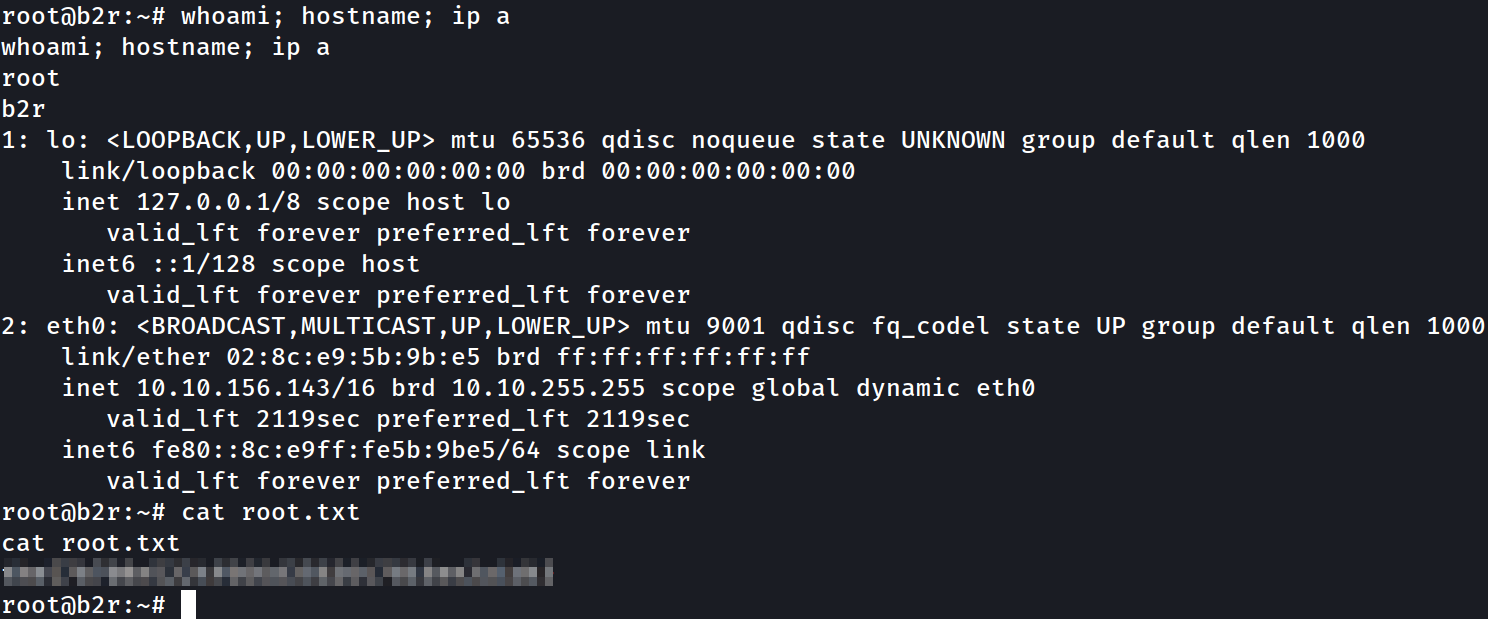 root@b2r:~# whoami; hostname; ip a
whoami; hostname; ip a
root
b2r
1: lo: <LOOPBACK,UP,LOWER_UP> mtu 65536 qdisc noqueue state UNKNOWN group default qlen 1000
    link/loopback 00:00:00:00:00:00 brd 00:00:00:00:00:00
    inet 127.0.0.1/8 scope host lo
       valid_lft forever preferred_lft forever
    inet6 ::1/128 scope host
       valid_lft forever preferred_lft forever
2: eth0: <BROADCAST,MULTICAST,UP,LOWER_UP> mtu 9001 qdisc fq_codel state UP group default qlen 1000
    link/ether 02:8c:e9:5b:9b:e5 brd ff:ff:ff:ff:ff:ff
    inet 10.10.156.143/16 brd 10.10.255.255 scope global dynamic eth0
       valid_lft 2119sec preferred_lft 2119sec
    inet6 fe80::8c:e9ff:fe5b:9be5/64 scope link
       valid_lft forever preferred_lft forever
root@b2r:~# cat root.txt
cat root.txt
root@b2r:~#